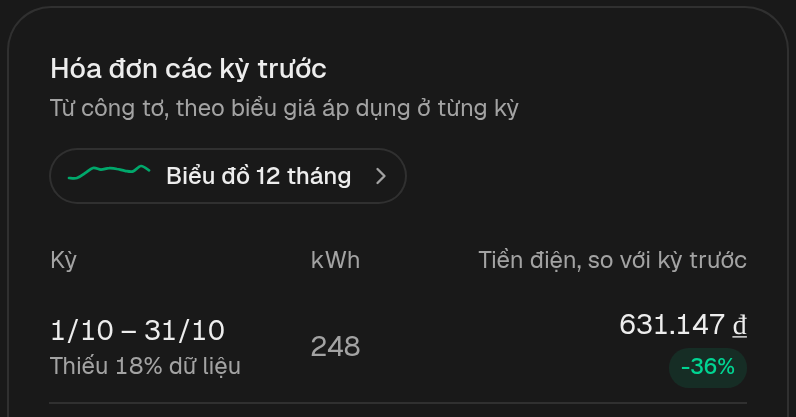 Hóa đơn các kỳ trước
Từ công tơ, theo biểu giá áp dụng ở từng kỳ
Biểu đồ 12 tháng
Kỳ kWh Tiền điện, so với kỳ trước
1/10 – 31/10 248 631.147 ₫
Thiếu 18% dữ liệu -36%